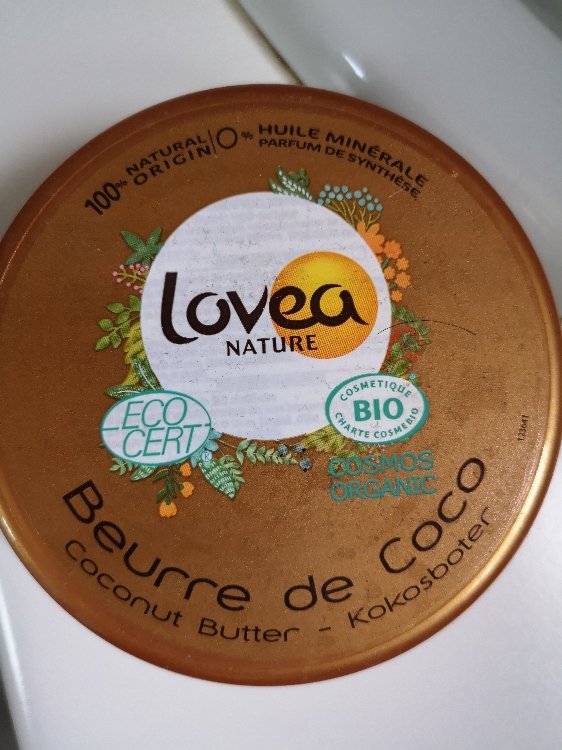 100% NATURAL ORIGIN
0% HUILE MINÉRALE
PARFUM DE SYNTHÈSE
Lovea
NATURE
ECO
CERT
®
COSMETIQUE
BIO
CHARTE COSMEBIO
COSMOS
ORGANIC
Beurre de Coco
Coconut Butter - Kokosboter